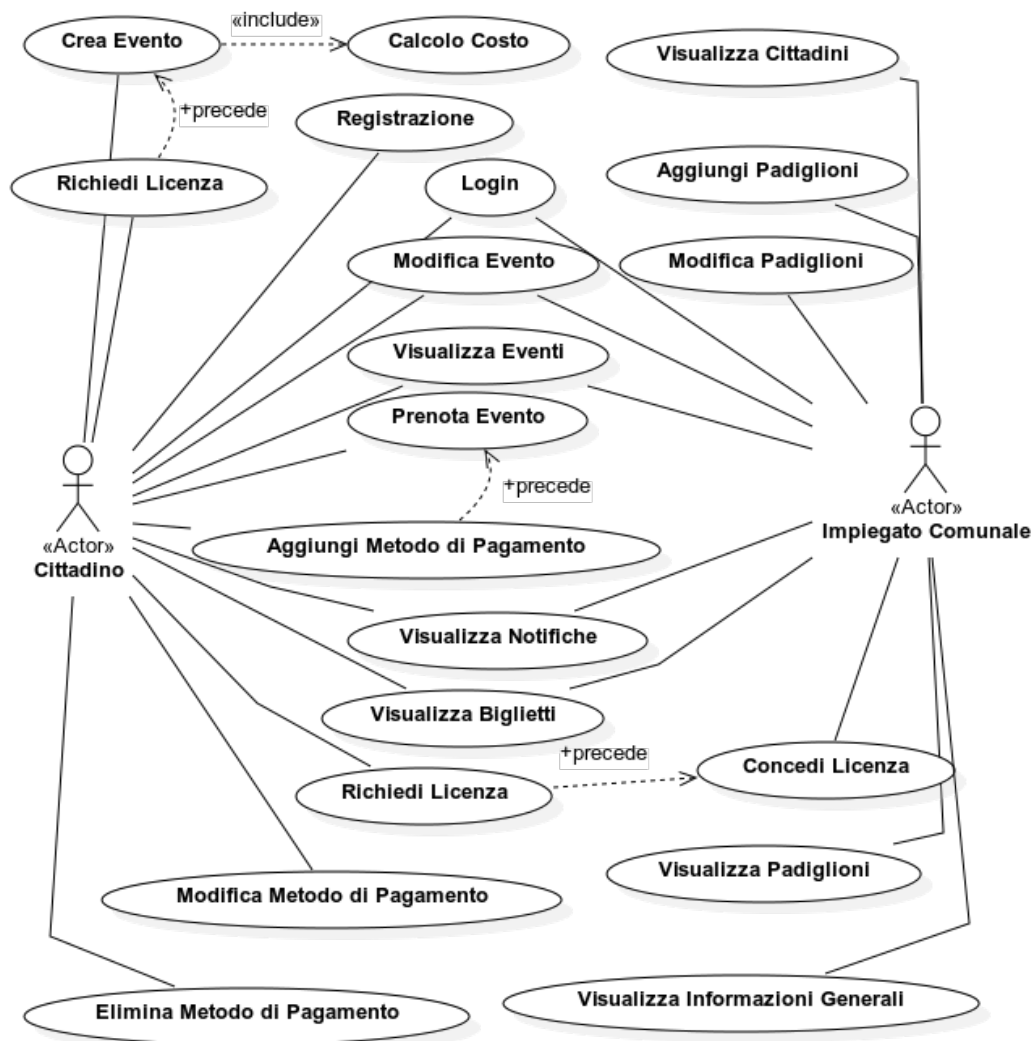 «include»
Crea Evento
Calcolo Costo
Visualizza Cittadini
+precede
Registrazione
Richiedi Licenza
Login
Aggiungi Padiglioni
Modifica Evento
Modifica Padiglioni
Visualizza Eventi
Prenota Evento
+precede
«Actor»
Cittadino
Aggiungi Metodo di Pagamento
«Actor»
Impiegato Comunale
Visualizza Notifiche
Visualizza Biglietti
+precede
Richiedi Licenza
Concedi Licenza
Visualizza Padiglioni
Modifica Metodo di Pagamento
Visualizza Informazioni Generali
Elimina Metodo di Pagamento